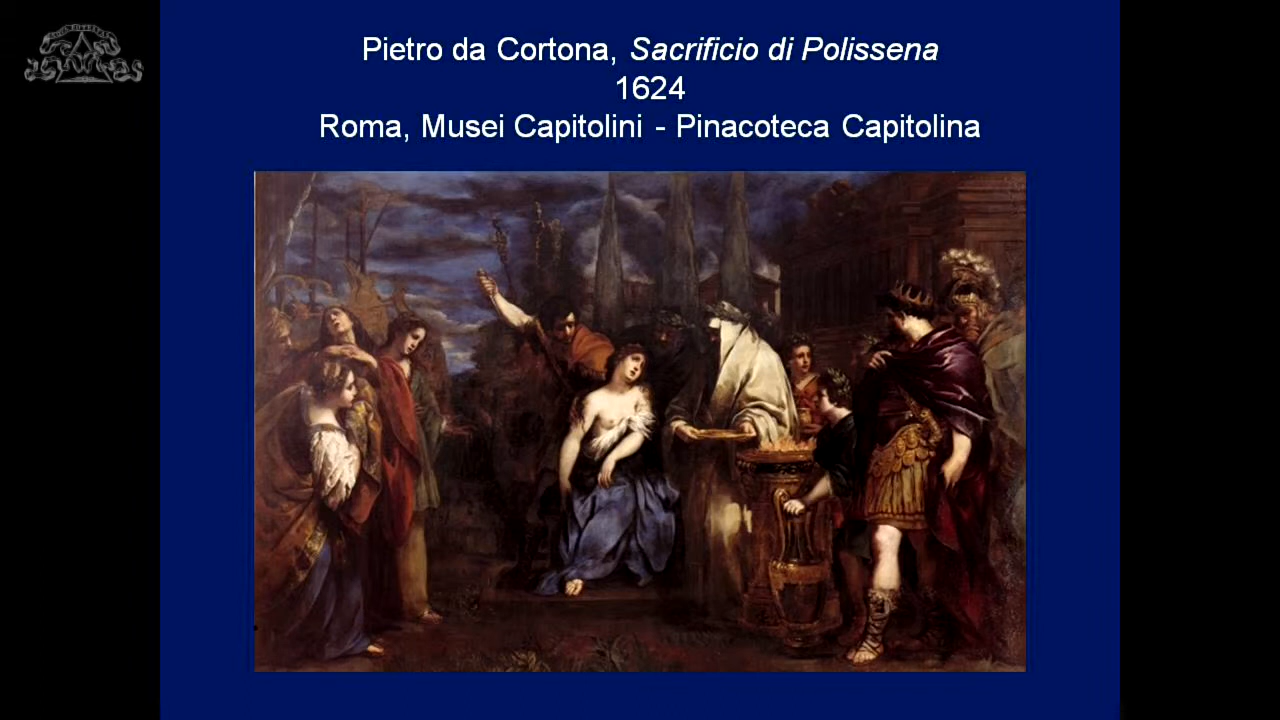 Pietro da Cortona, Sacrificio di Polissena
1624
Roma, Musei Capitolini - Pinacoteca Capitolina